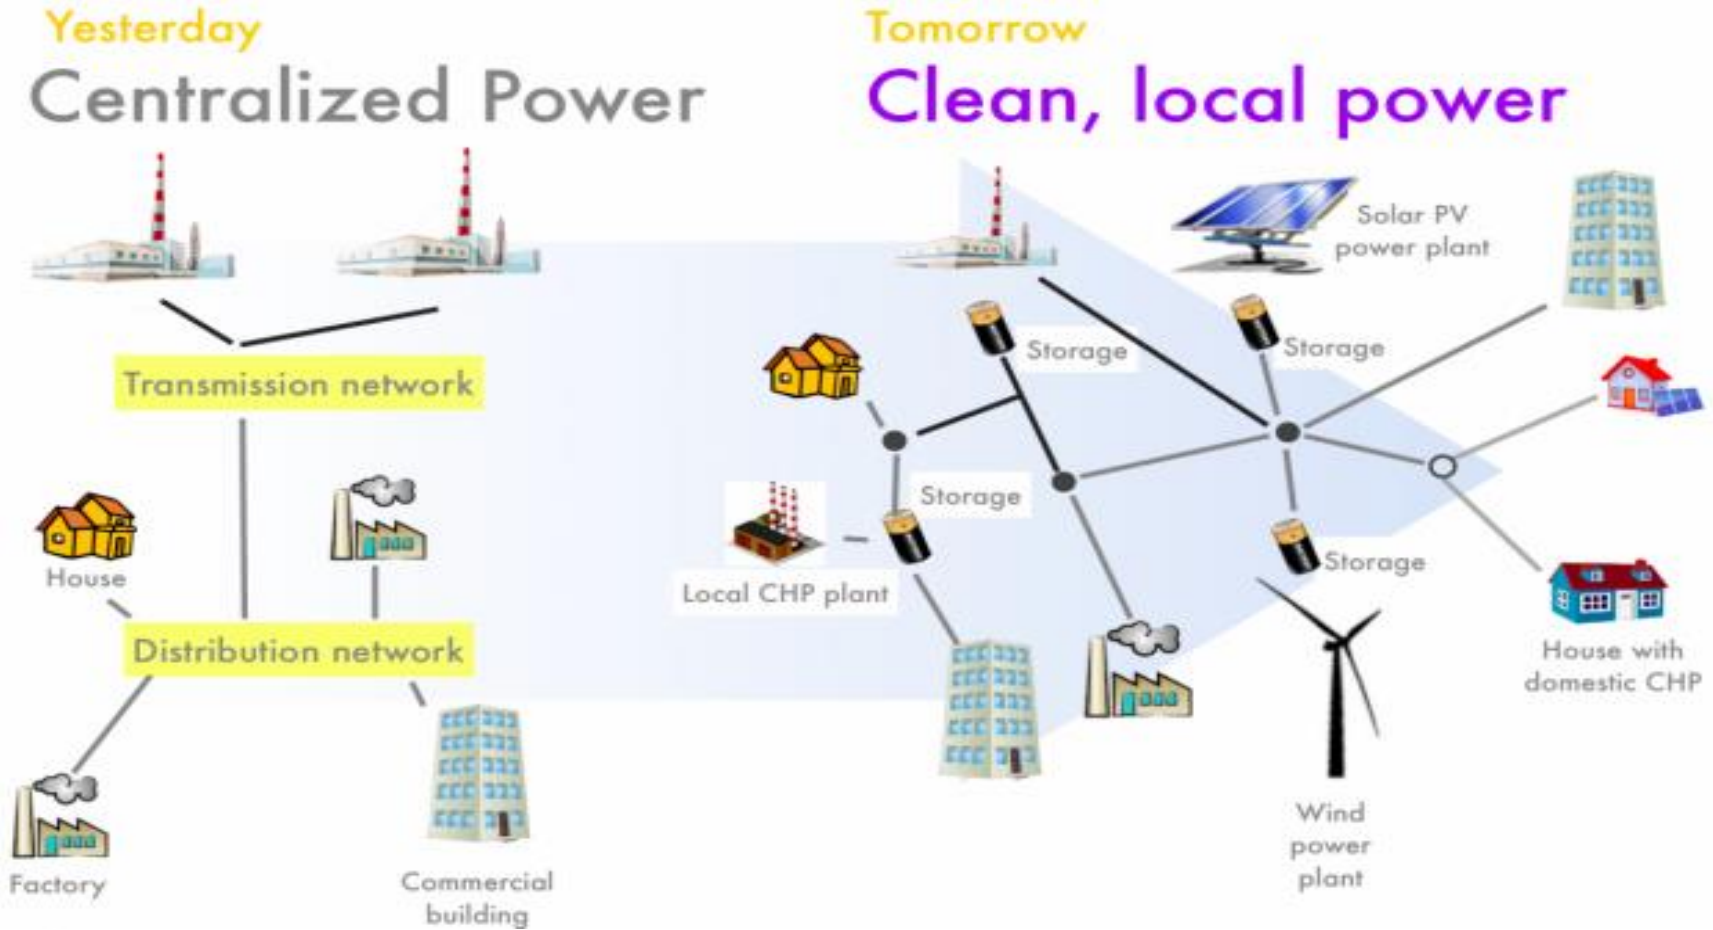 Yesterday
Centralized Power
Transmission network
House
Distribution network
Factory
Commercial
building
Tomorrow
Clean, local power
Solar PV
power plant
Storage
Storage
Storage
Local CHP plant
Storage
House with
domestic CHP
Wind
power
plant